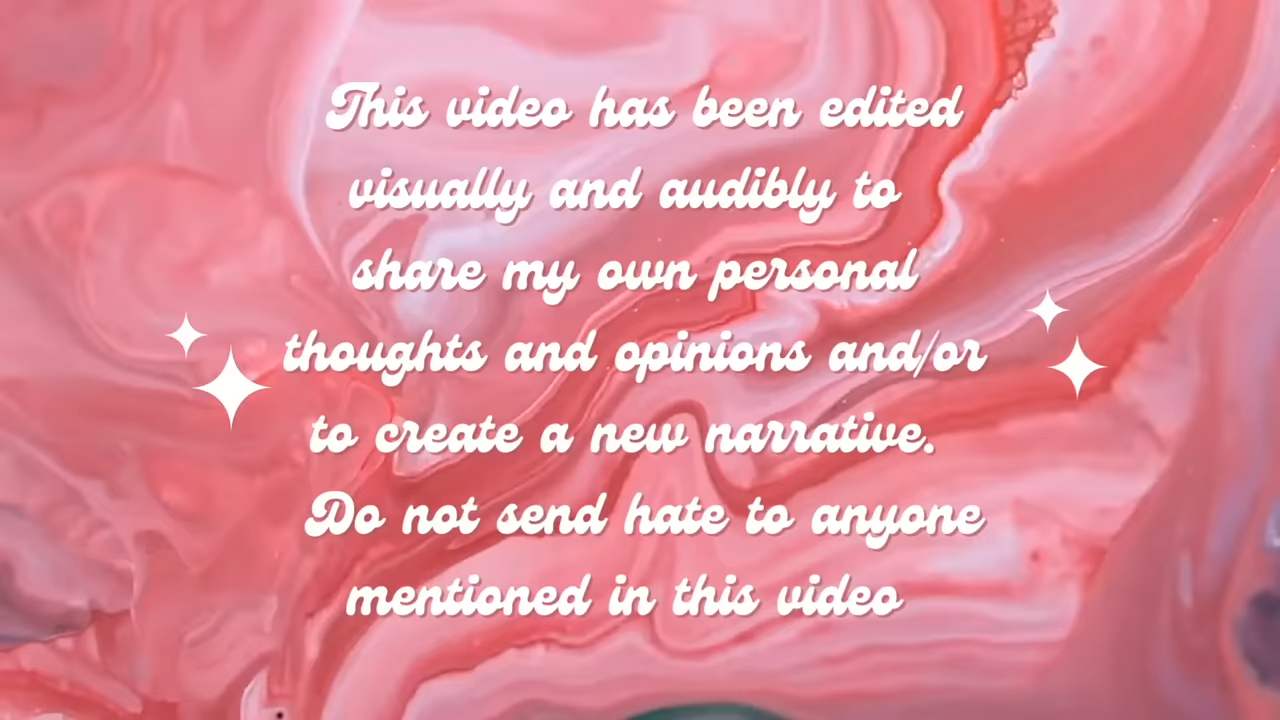 This video has been edited
visually and audibly to
share my own personal
thoughts and opinions and/or
to create a new narrative.
Do not send hate to anyone
mentioned in this video